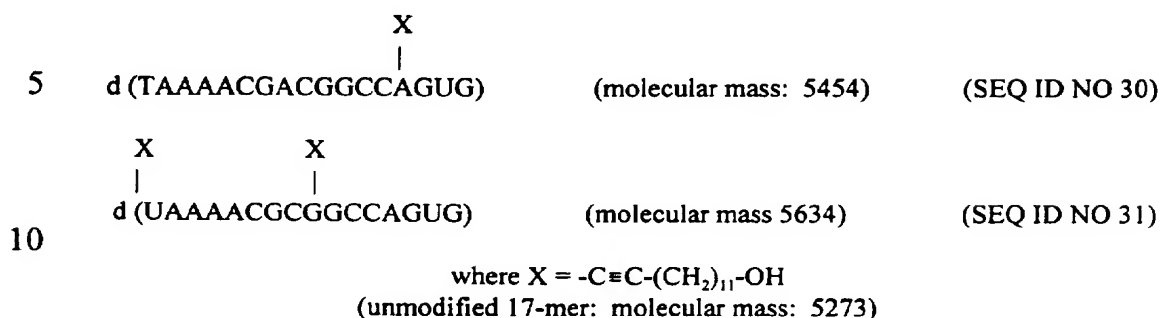 X
|
5 d (TAAAACGACGGCCAGUG) (molecular mass: 5454) (SEQ ID NO 30)
X X
| |
d (UAAAACGCGGCCAGUG) (molecular mass 5634) (SEQ ID NO 31)
10
where X = -C≡C-(CH₂)₁₁-OH
(unmodified 17-mer: molecular mass: 5273)